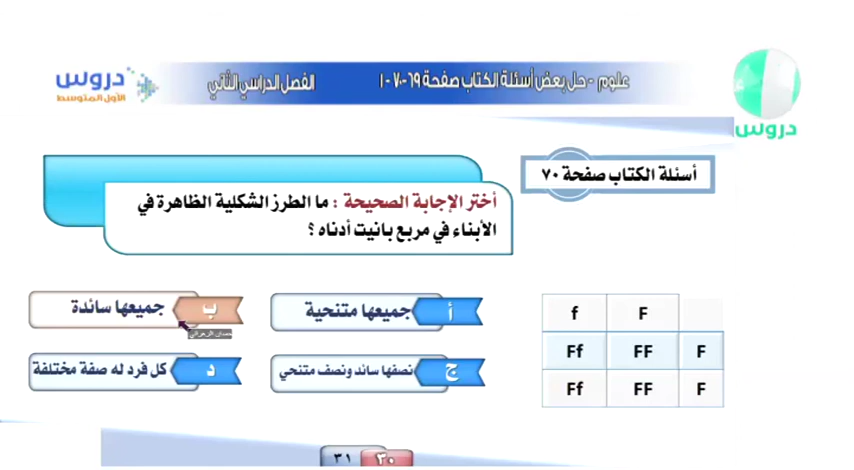 علوم - حل بعض أسئلة الكتاب صفحة ٦٩-٧٠-١
الفصل الدراسي الثاني
دروس
الأول المتوسط
دروس
أسئلة الكتاب صفحة ٧٠
أختر الإجابة الصحيحة : ما الطرز الشكلية الظاهرة في
الأبناء في مربع بانيت أدناه ؟
أ جميعها متنحية
ب جميعها سائدة
ج نصفها سائد ونصف متنحي
د كل فرد له صفة مختلفة
f F
Ff FF F
Ff FF F
٣١ ٣٠